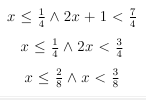 x ≤ 1/4 ∧ 2x + 1 < 7/4
x ≤ 1/4 ∧ 2x < 3/4
x ≤ 2/8 ∧ x < 3/8